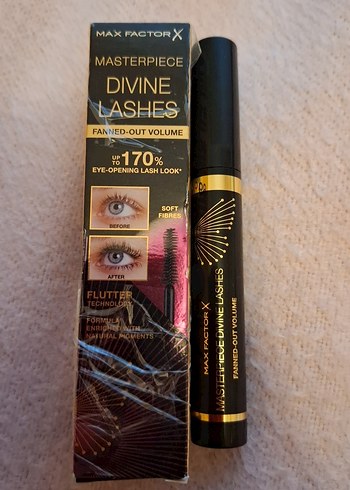 MAX FACTOR X
MASTERPIECE
DIVINE
LASHES
FANNED-OUT VOLUME
UP TO 170%
EYE-OPENING LASH LOOK*
SOFT
FIBRES
BEFORE
AFTER
FLUTTER
TECHNOLOGY
FORMULA
ENRICHED WITH
NATURAL PIGMENTS
MAX FACTOR X
MASTERPIECE DIVINE LASHES
FANNED-OUT VOLUME